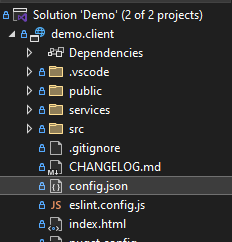 Solution 'Demo' (2 of 2 projects)
demo.client
Dependencies
.vscode
public
services
src
.gitignore
CHANGELOG.md
config.json
eslint.config.js
index.html